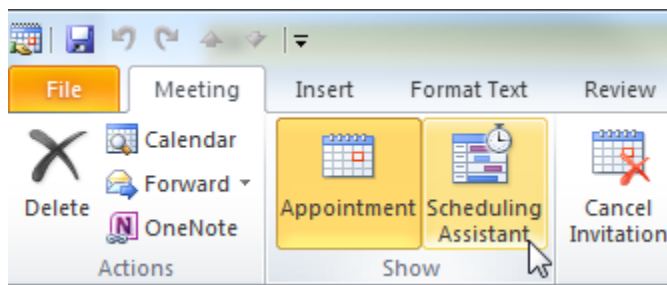 File Meeting Insert Format Text Review
Calendar
Forward
OneNote
Delete
Actions
Appointment
Scheduling
Assistant
Show
Cancel
Invitation